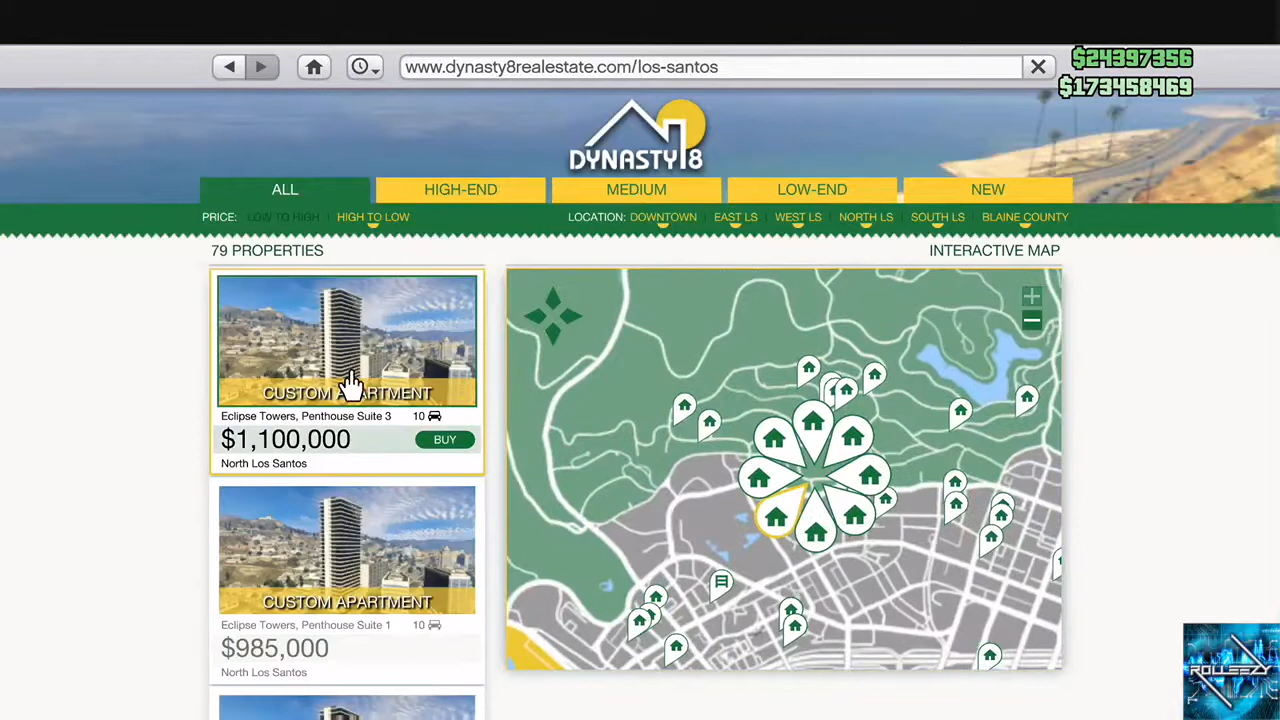 www.dynasty8realestate.com/los-santos
$24397356
$173458469
DYNASTY8
ALL
HIGH-END
MEDIUM
LOW-END
NEW
PRICE: LOW TO HIGH | HIGH TO LOW
LOCATION: DOWNTOWN | EAST LS | WEST LS | NORTH LS | SOUTH LS | BLAINE COUNTY
79 PROPERTIES
INTERACTIVE MAP
CUSTOM APARTMENT
Eclipse Towers, Penthouse Suite 3 10
$1,100,000 BUY
North Los Santos
CUSTOM APARTMENT
Eclipse Towers, Penthouse Suite 1 10
$985,000
North Los Santos
ROLLEEZY